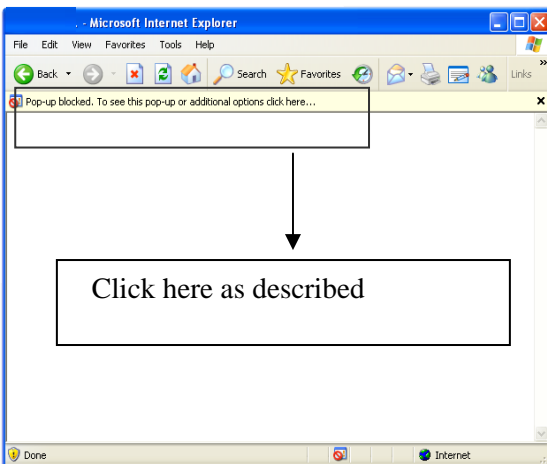 . - Microsoft Internet Explorer
File Edit View Favorites Tools Help
Back Search Favorites Links »
Pop-up blocked. To see this pop-up or additional options click here...
Click here as described
Done Internet